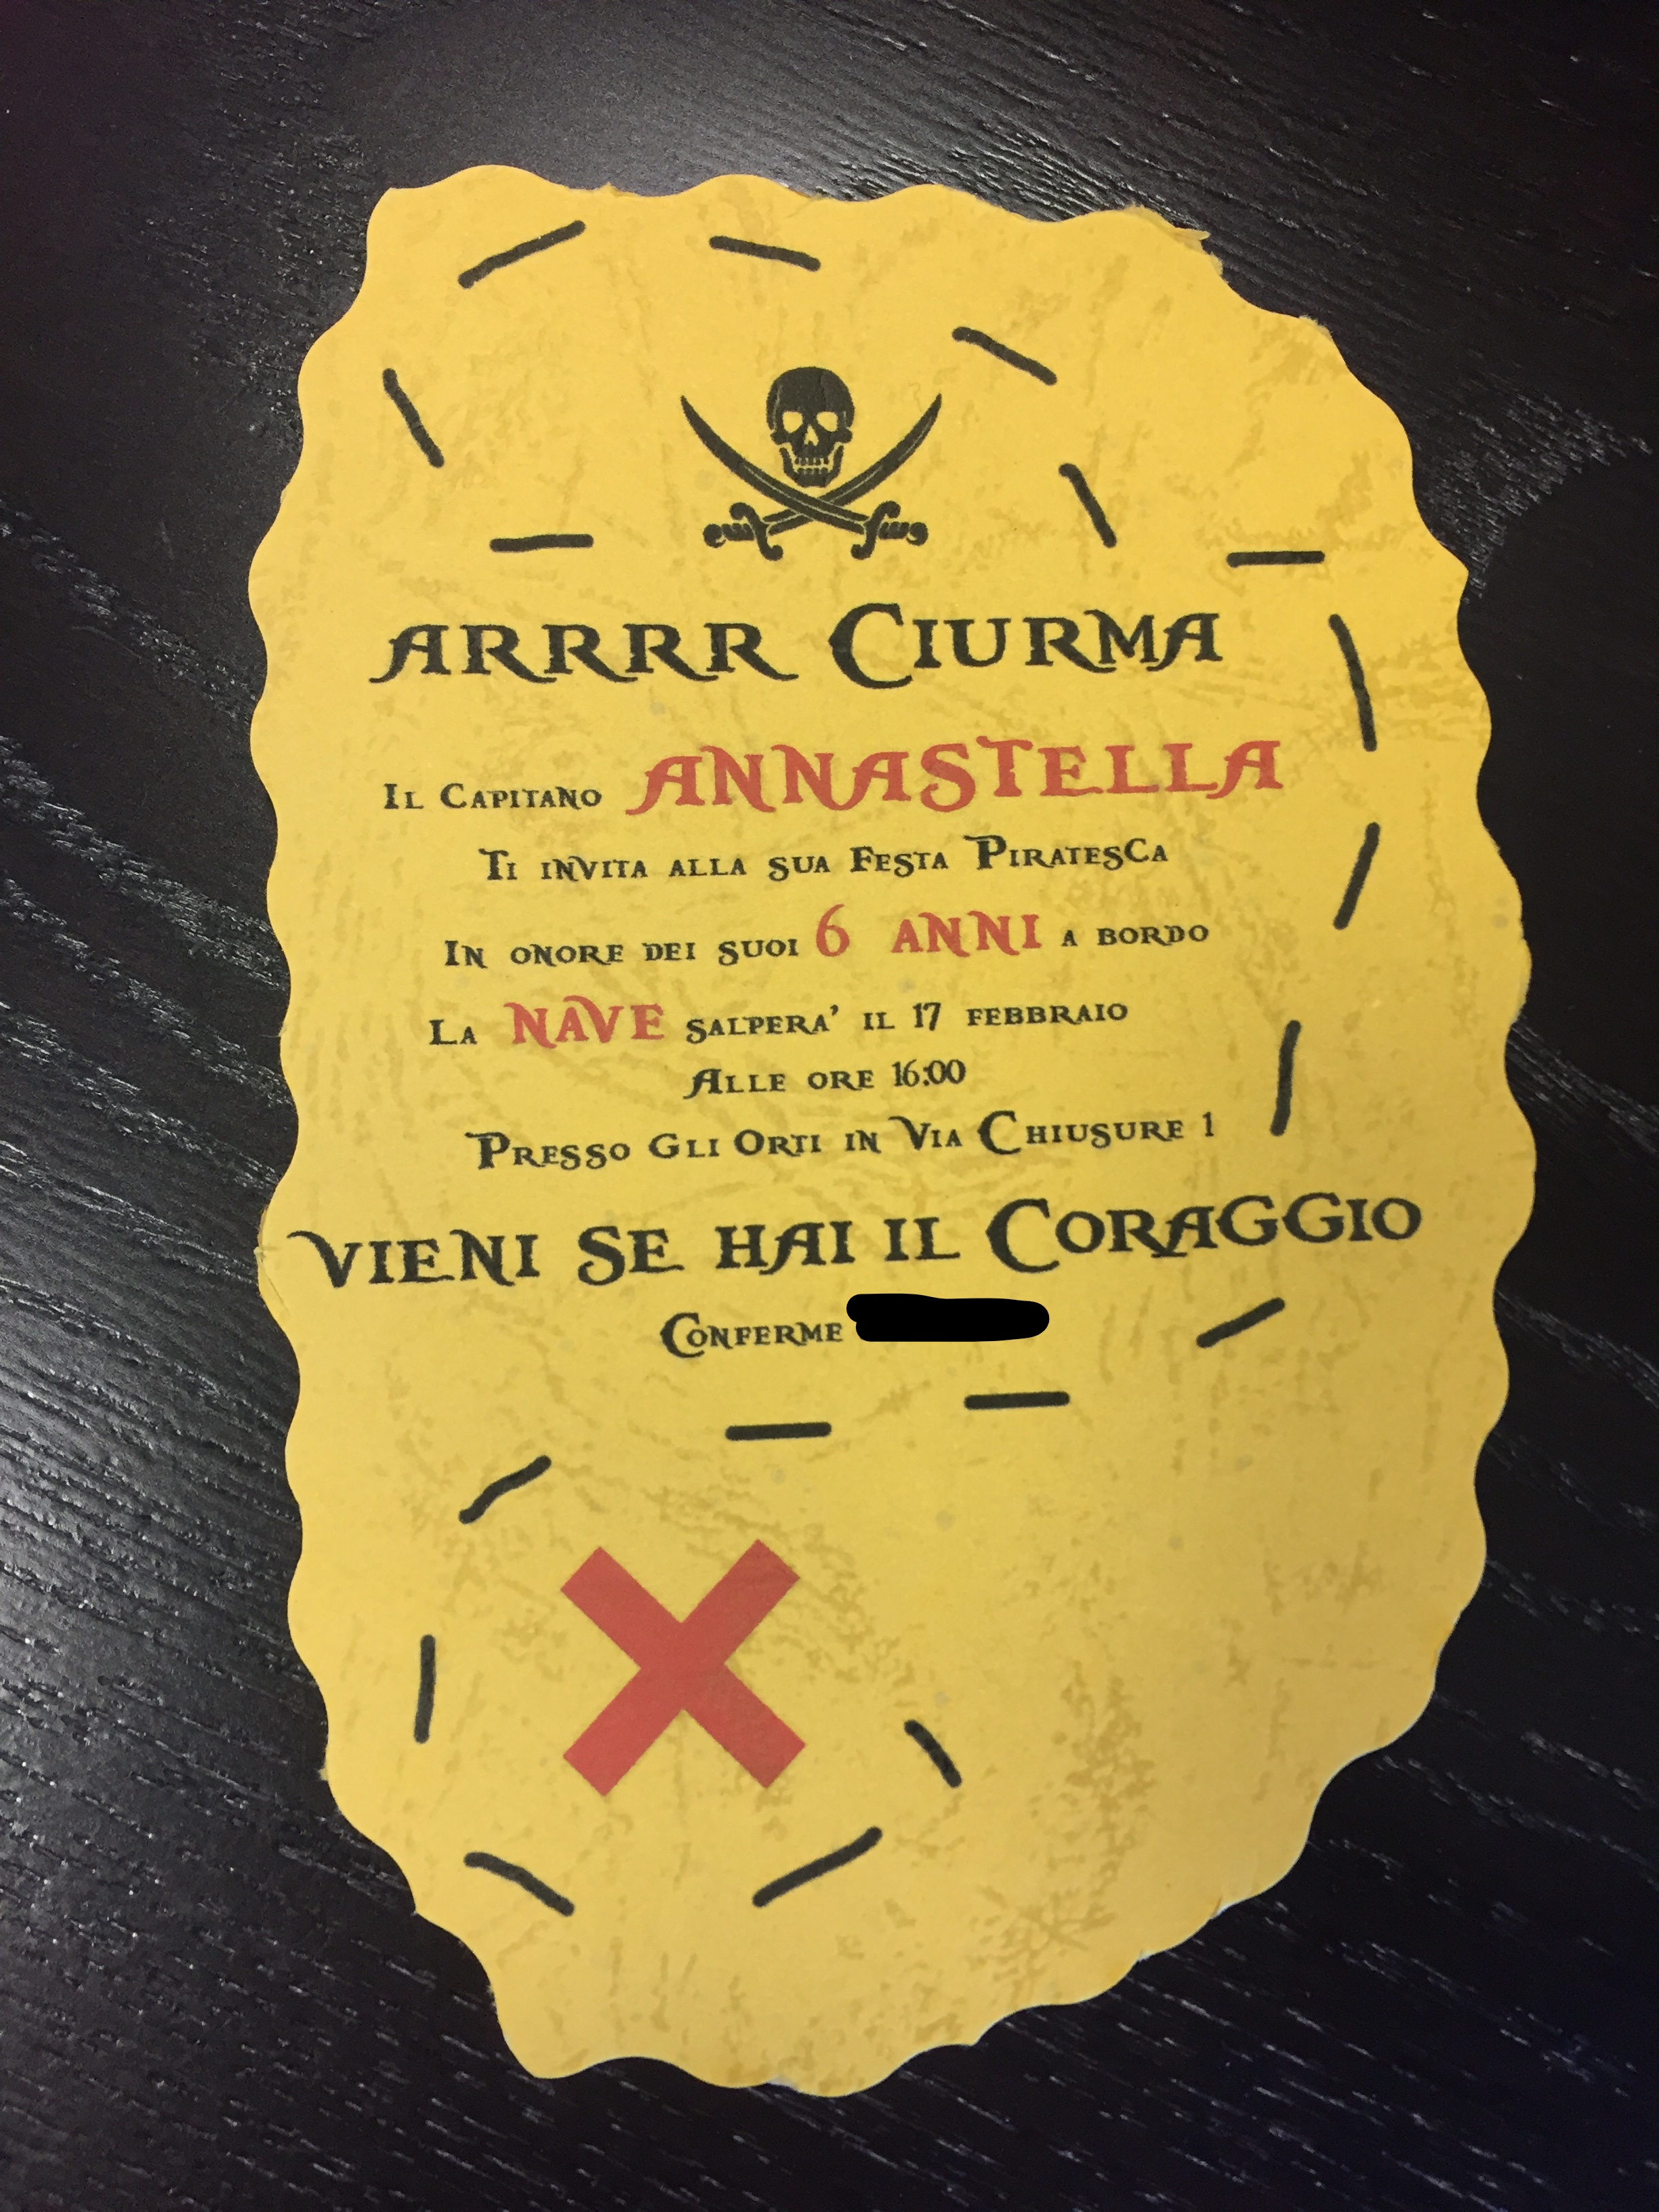 ARRRR CIURMA
IL CAPITANO ANNASTELLA
TI INVITA ALLA SUA FESTA PIRATESCA
IN ONORE DEI SUOI 6 ANNI A BORDO
LA NAVE SALPERA' IL 17 FEBBRAIO
ALLE ORE 16:00
PRESSO GLI ORTI IN VIA CHIUSURE 1
VIENI SE HAI IL CORAGGIO
CONFERME